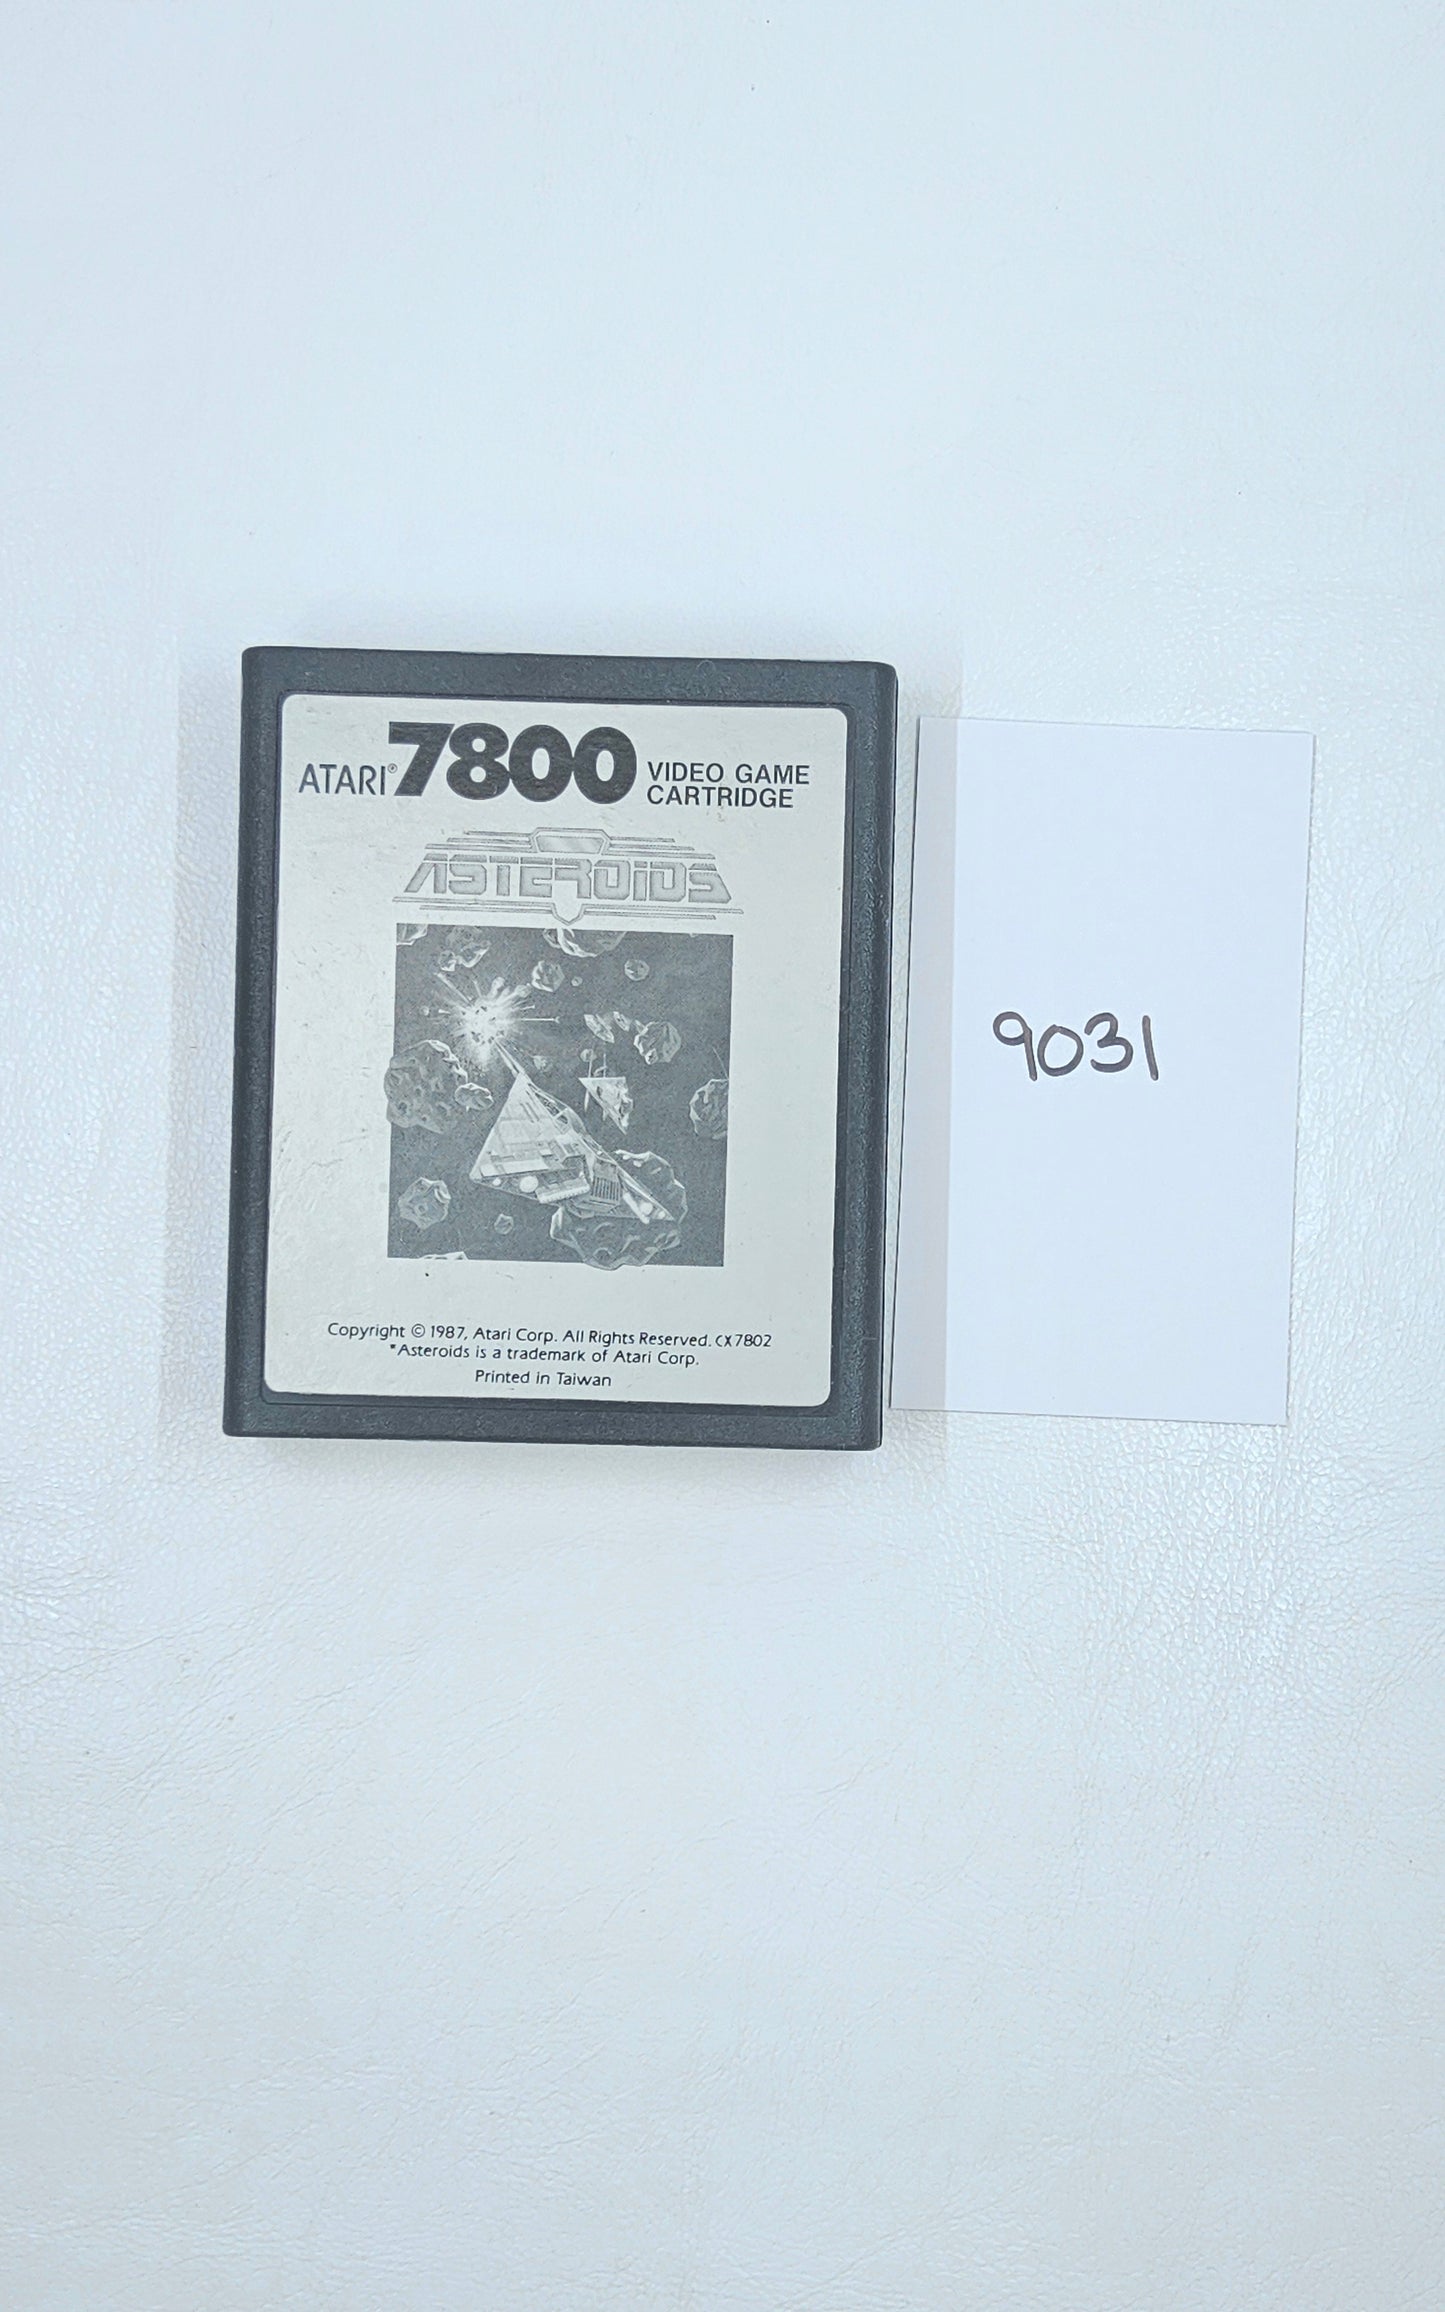 ATARI® 7800 VIDEO GAME
CARTRIDGE
ASTEROIDS
Copyright © 1987, Atari Corp. All Rights Reserved. CX7802
*Asteroids is a trademark of Atari Corp.
Printed in Taiwan
9031